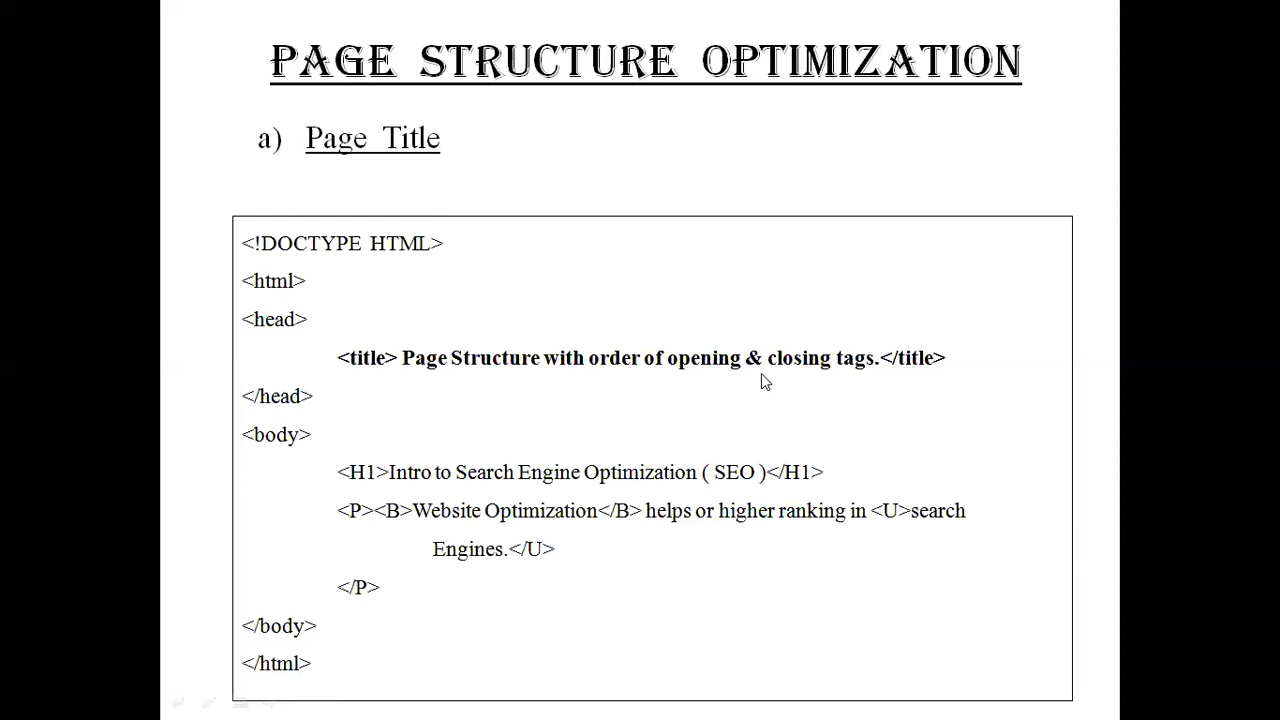 PAGE STRUCTURE OPTIMIZATION
a) Page Title
<!DOCTYPE HTML>
<html>
<head>
<title> Page Structure with order of opening & closing tags.</title>
</head>
<body>
<H1>Intro to Search Engine Optimization ( SEO )</H1>
<P><B>Website Optimization</B> helps or higher ranking in <U>search
Engines.</U>
</P>
</body>
</html>